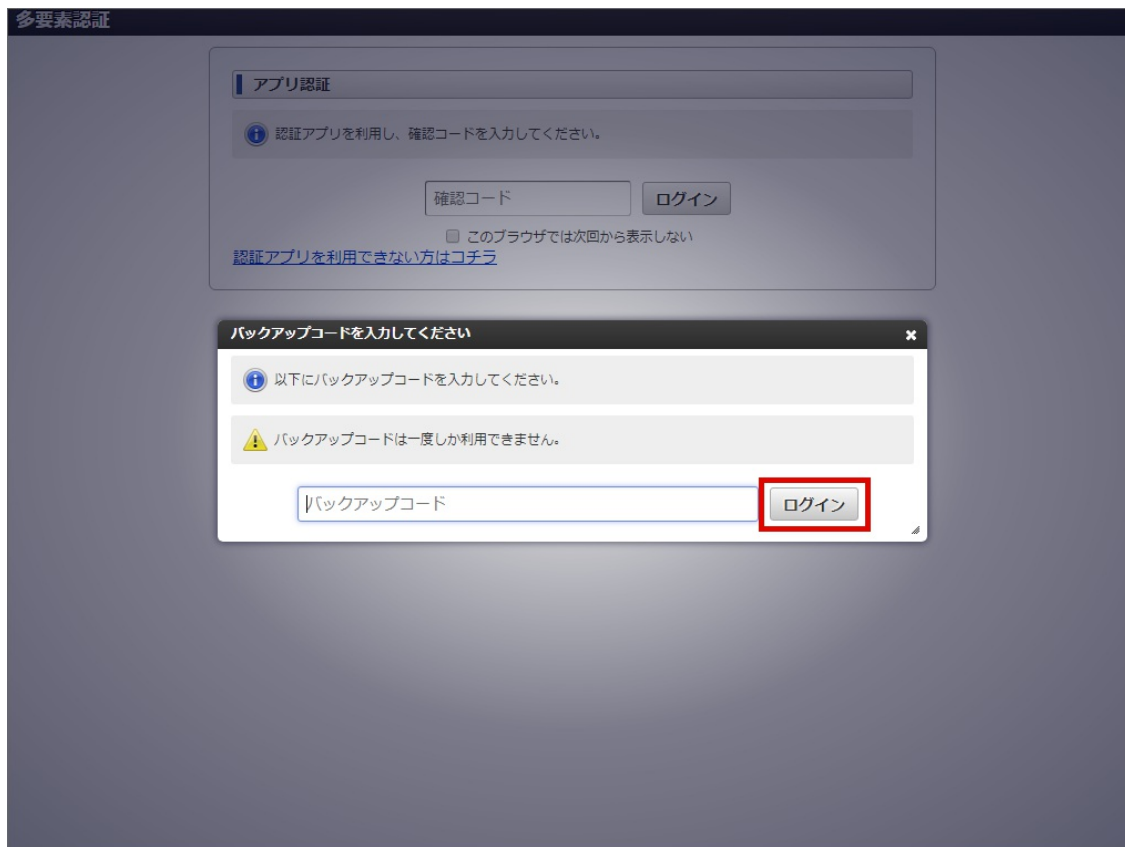 多要素認証
アプリ認証
認証アプリを利用し、確認コードを入力してください。
確認コード
ログイン
このブラウザでは次回から表示しない
認証アプリを利用できない方はコチラ
バックアップコードを入力してください
以下にバックアップコードを入力してください。
バックアップコードは一度しか利用できません。
バックアップコード
ログイン